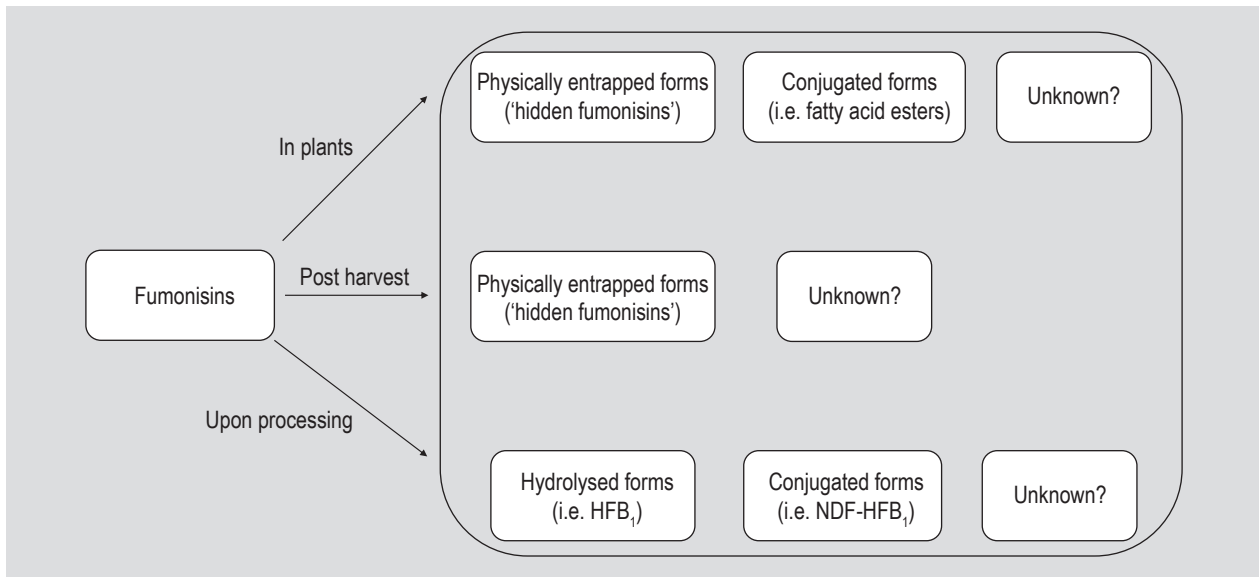 Physically entrapped forms
(‘hidden fumonisins’)
Conjugated forms
(i.e. fatty acid esters)
Unknown?
In plants
Fumonisins
Post harvest
Physically entrapped forms
(‘hidden fumonisins’)
Unknown?
Upon processing
Hydrolysed forms
(i.e. HFB₁)
Conjugated forms
(i.e. NDF-HFB₁)
Unknown?